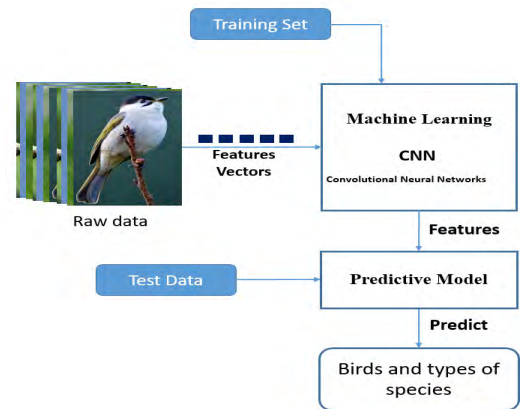 Training Set
Machine Learning
CNN
Convolutional Neural Networks
Features
Vectors
Raw data
Features
Test Data
Predictive Model
Predict
Birds and types of
species